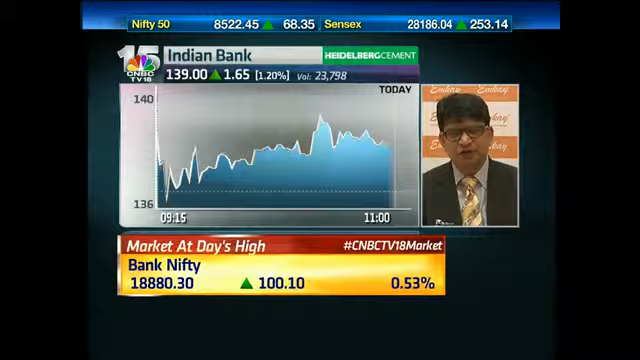 Nifty 50 8522.45 ▲ 68.35 Sensex 28186.04 ▲ 253.14
15
CNBC
TV18
Indian Bank
HEIDELBERGCEMENT
139.00 ▲ 1.65 [1.20%] Vol: 23,798
TODAY
140
136
09:15 11:00
Emkay
Emkay
Market At Day's High #CNBCTV18Market
Bank Nifty
18880.30 ▲ 100.10 0.53%